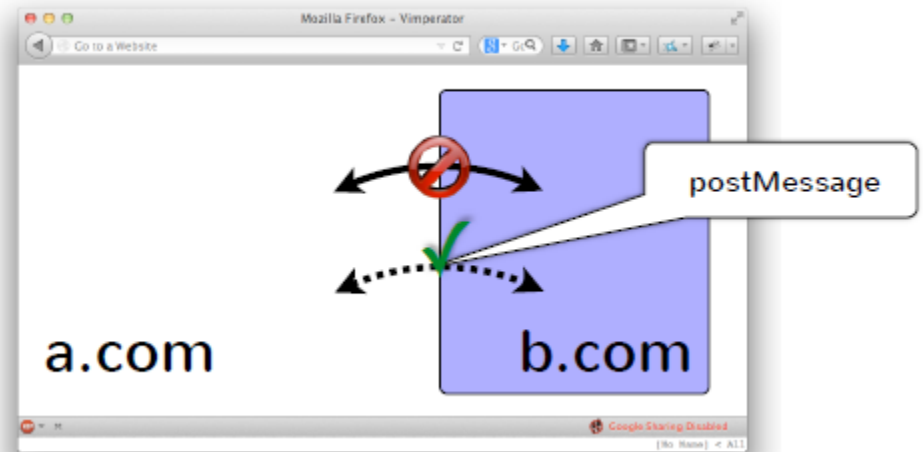 Mozilla Firefox - Vimperator
Go to a Website
postMessage
a.com
b.com
Google Sharing Disabled
[No Name] < All